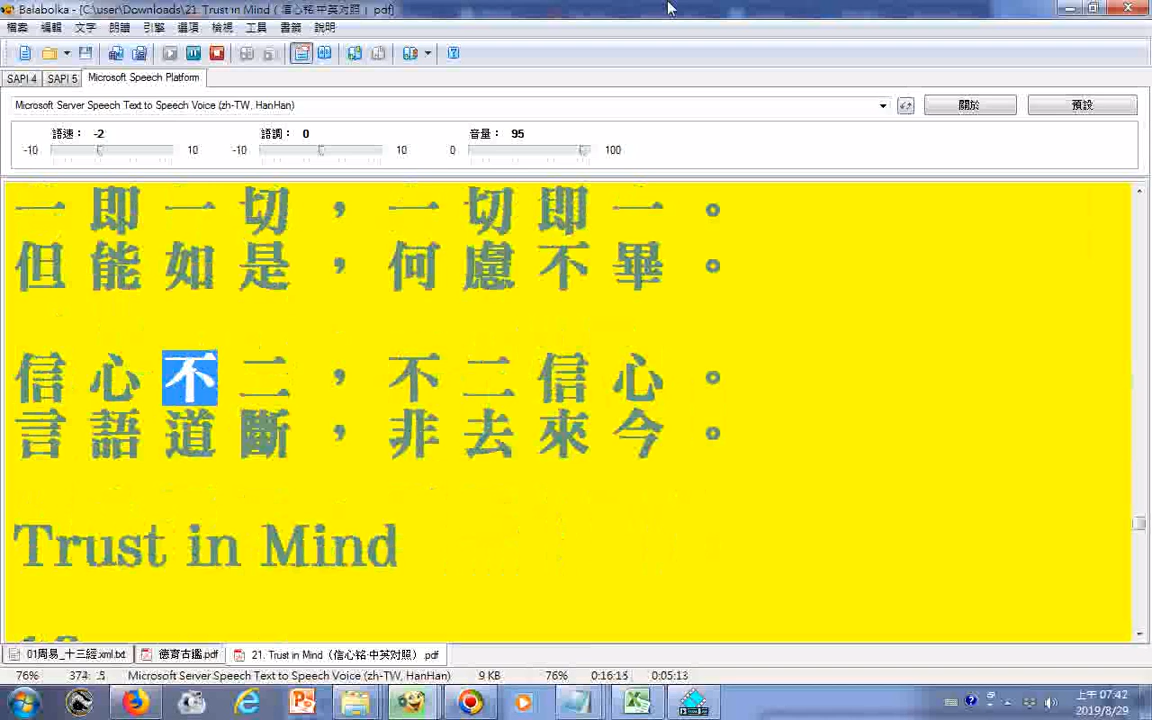 Balabolka - [C:\user\Downloads\21. Trust in Mind（信心铭·中英对照）.pdf]
檔案 編輯 文字 朗讀 引擎 選項 檢視 工具 書籤 說明
SAPI 4 SAPI 5 Microsoft Speech Platform
Microsoft Server Speech Text to Speech Voice (zh-TW, HanHan) 關於 預設
語速： -2 語調： 0 音量： 95
-10 10 -10 10 0 100
一即一切，一切即一。
但能如是，何慮不畢。
信心不二，不二信心。
言語道斷，非去來今。
Trust in Mind
01周易_十三經.xml.txt 德育古鑑.pdf 21. Trust in Mind（信心铭·中英对照）.pdf
76% 374: 5 Microsoft Server Speech Text to Speech Voice (zh-TW, HanHan) 9 KB 76% 0:16:15 0:05:13
上午 07:42
2019/8/29